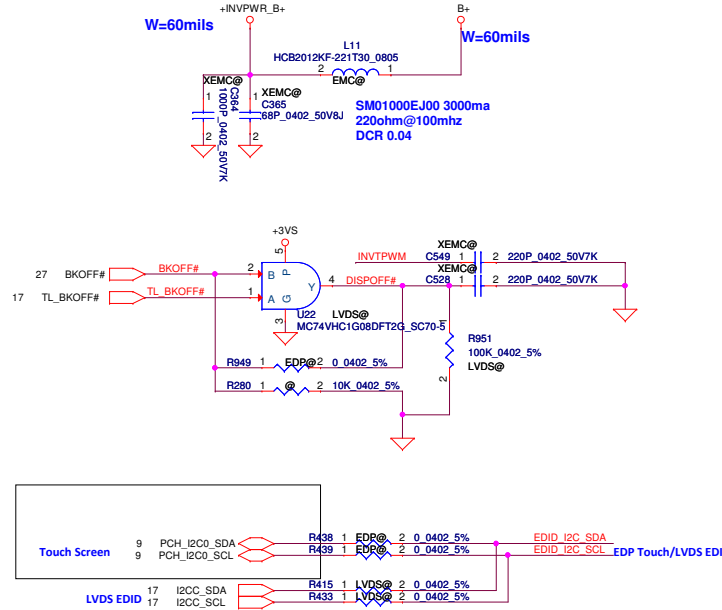 +INVPWR_B+
B+
W=60mils
W=60mils
L11
HCB2012KF-221T30_0805
2
1
EMC@
XEMC@
1
C364
1000P_0402_50V7K
2
XEMC@
1
C365
68P_0402_50V8J
2
SM01000EJ00 3000ma
220ohm@100mhz
DCR 0.04
+3VS
5
27 BKOFF#
BKOFF#
2
B
P
17 TL_BKOFF#
TL_BKOFF#
1
A
G
Y
4
DISPOFF#
3
U22
LVDS@
MC74VHC1G08DFT2G_SC70-5
INVTPWM
XEMC@
C549 1 2 220P_0402_50V7K
XEMC@
C528 1 2 220P_0402_50V7K
1
R951
100K_0402_5%
LVDS@
2
R949 1 EDP@ 2 0_0402_5%
R280 1 @ 2 10K_0402_5%
Touch Screen
9 PCH_I2C0_SDA
R438 1 EDP@ 2 0_0402_5%
EDID_I2C_SDA
9 PCH_I2C0_SCL
R439 1 EDP@ 2 0_0402_5%
EDID_I2C_SCL
EDP Touch/LVDS EDI
LVDS EDID
17 I2CC_SDA
R415 1 LVDS@ 2 0_0402_5%
17 I2CC_SCL
R433 1 LVDS@ 2 0_0402_5%